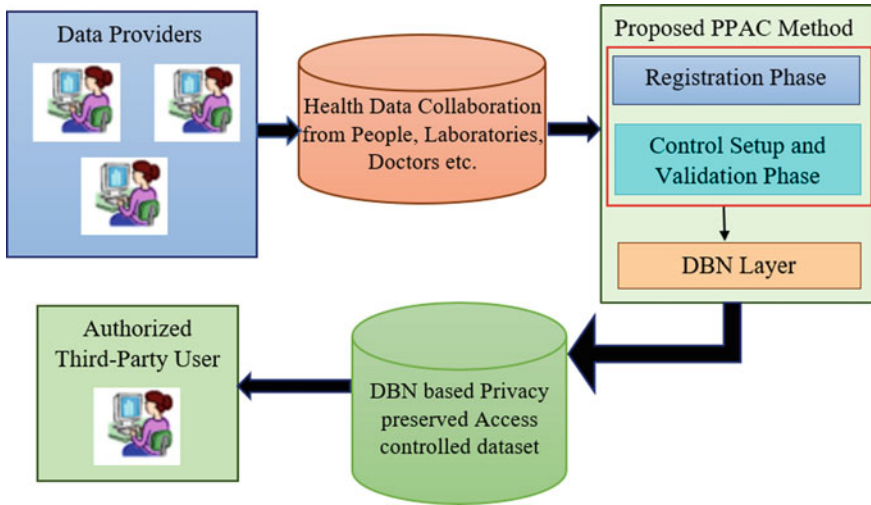 Data Providers
Health Data Collaboration
from People, Laboratories,
Doctors etc.
Proposed PPAC Method
Registration Phase
Control Setup and
Validation Phase
DBN Layer
Authorized
Third-Party User
DBN based Privacy
preserved Access
controlled dataset